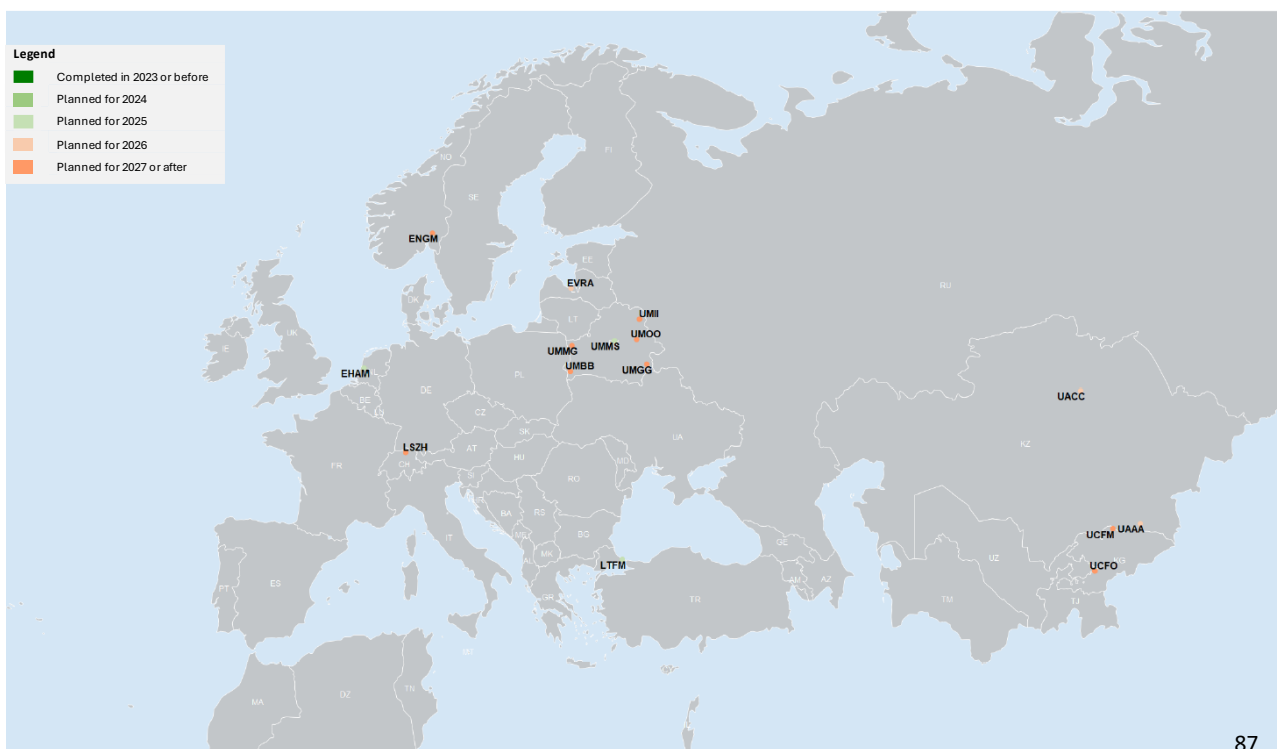 Legend
Completed in 2023 or before
Planned for 2024
Planned for 2025
Planned for 2026
Planned for 2027 or after
NO
FI
SE
ENGM
EE
EVRA
RU
DK
LT
UMII
UMOO
UMMS
UMMG
IE
UK
UMBB
UMGG
EHAM
PL
DE
BE
LU
UACC
CZ
SK
UA
KZ
LSZH
AT
HU
MD
CH
FR
SI
RO
BA
RS
IT
UAAA
UCFM
BG
GE
UZ
KG
MK
AL
LTFM
UCFO
AM
AZ
PT
ES
GR
TR
TM
TJ
TN
MA
DZ
87